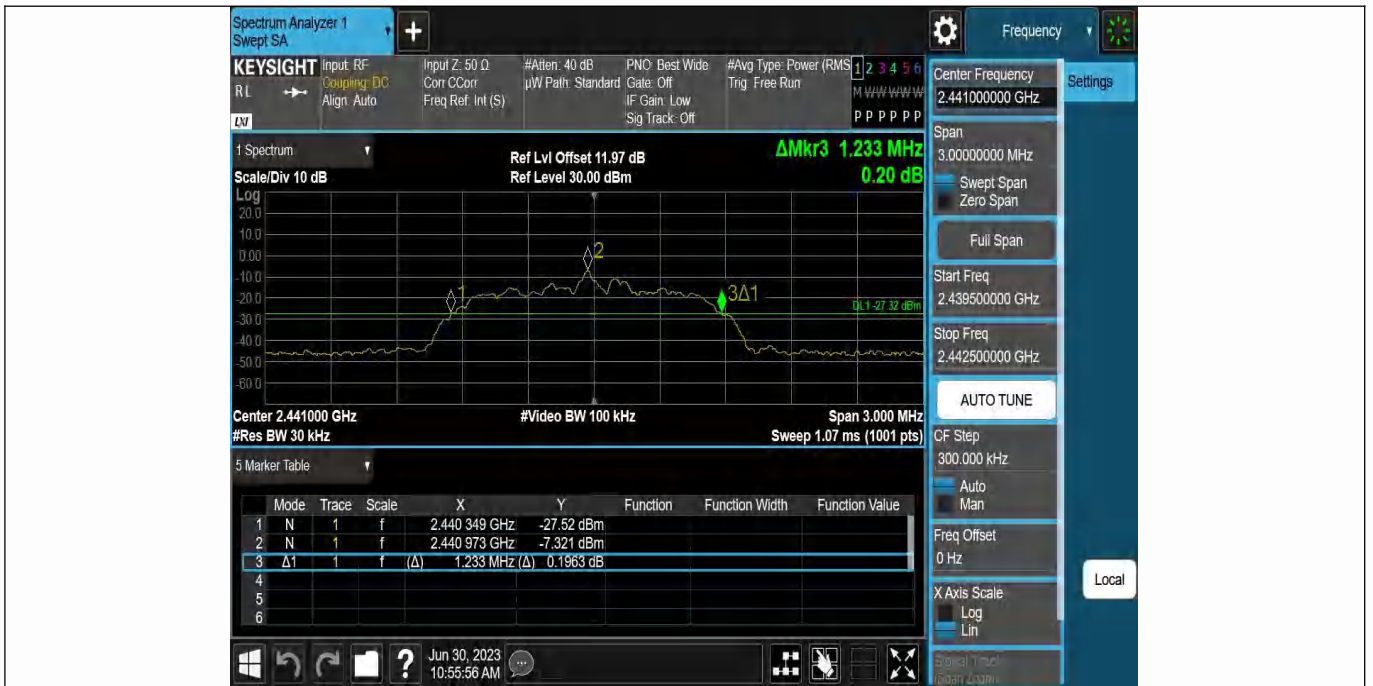 Spectrum Analyzer 1
Swept SA
+
Frequency
KEYSIGHT
RL
LXI
Input: RF
Coupling: DC
Align: Auto
Input Z: 50 Ω
Corr CCorr
Freq Ref: Int (S)
#Atten: 40 dB
µW Path: Standard
PNO: Best Wide
Gate: Off
IF Gain: Low
Sig Track: Off
#Avg Type: Power (RMS
Trig: Free Run
1 2 3 4 5 6
M W W W W W
P P P P P P
1 Spectrum
Scale/Div 10 dB
Ref Lvl Offset 11.97 dB
Ref Level 30.00 dBm
ΔMkr3 1.233 MHz
0.20 dB
Log
20.0
10.0
0.00
-10.0
-20.0
-30.0
-40.0
-50.0
-60.0
1
2
3Δ1
DL1 -27.32 dBm
Center 2.441000 GHz
#Video BW 100 kHz
Span 3.000 MHz
#Res BW 30 kHz
Sweep 1.07 ms (1001 pts)
5 Marker Table
Mode Trace Scale X Y Function Function Width Function Value
1 N 1 f 2.440 349 GHz -27.52 dBm
2 N 1 f 2.440 973 GHz -7.321 dBm
3 Δ1 1 f (Δ) 1.233 MHz (Δ) 0.1963 dB
4
5
6
Jun 30, 2023
10:55:56 AM
Center Frequency
2.441000000 GHz
Span
3.00000000 MHz
Swept Span
Zero Span
Full Span
Start Freq
2.439500000 GHz
Stop Freq
2.442500000 GHz
AUTO TUNE
CF Step
300.000 kHz
Auto
Man
Freq Offset
0 Hz
X Axis Scale
Log
Lin
Signal Track
(Span Zoom)
Settings
Local